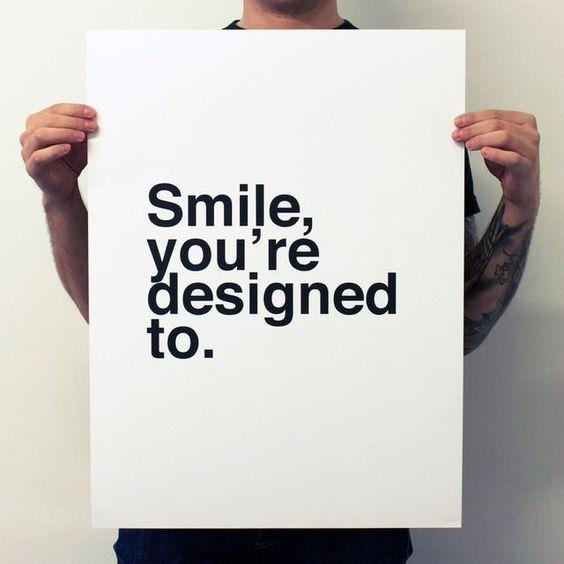 Smile,
you’re
designed
to.